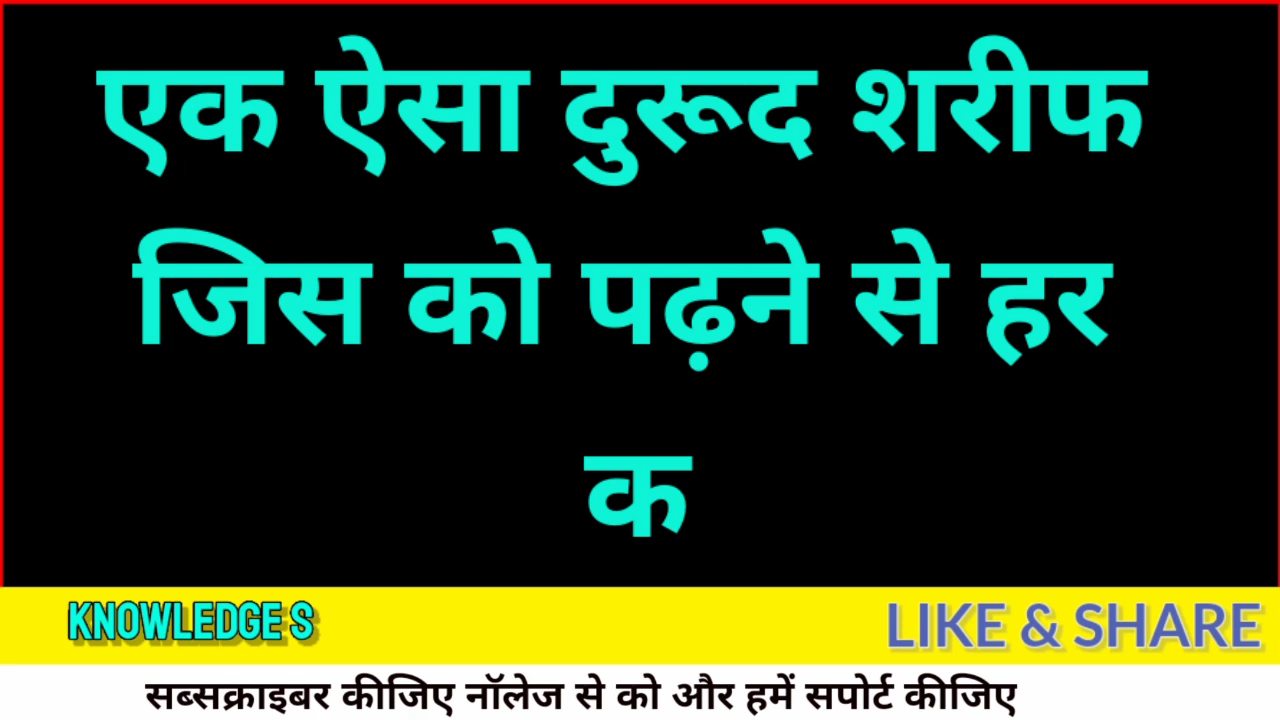 एक ऐसा दुरूद शरीफ
जिस को पढ़ने से हर
क
KNOWLEDGE S
LIKE & SHARE
सब्सक्राइबर कीजिए नॉलेज से को और हमें सपोर्ट कीजिए